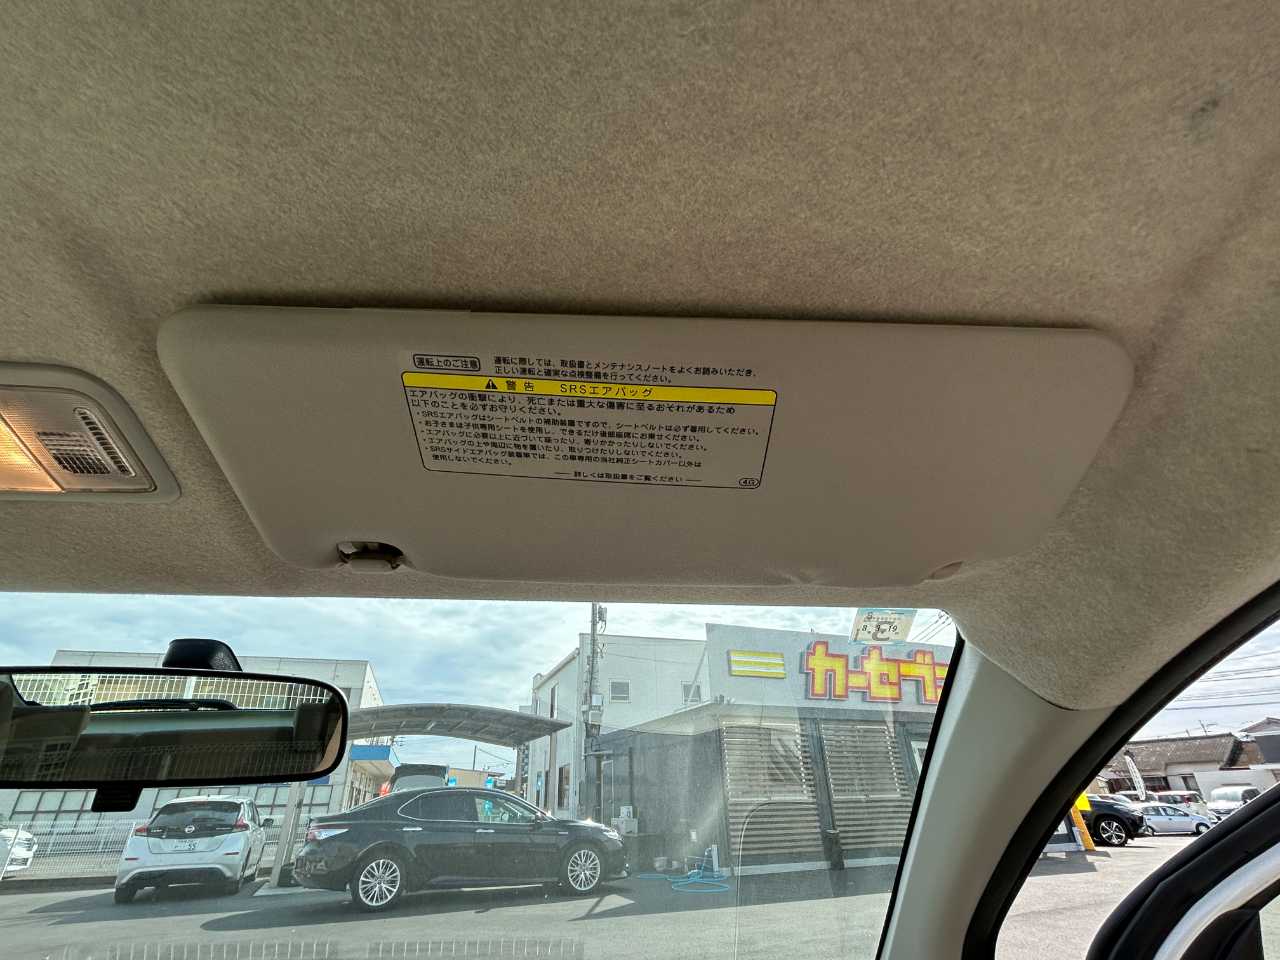 運転上のご注意
運転に際しては、取扱書とメンテナンスノートをよくお読みいただき、
正しい運転と確実な点検整備を行ってください。
警告 SRSエアバッグ
エアバッグの衝撃により、死亡または重大な傷害に至るおそれがあるため
以下のことを必ずお守りください。
・SRSエアバッグはシートベルトの補助装置ですので、シートベルトは必ず着用してください。
・お子さまは子供専用シートを使用し、できるだけ後部座席にお乗せください。
・エアバッグに必要以上に近づいて座ったり、寄りかかったりしないでください。
・エアバッグの上や周辺に物を置いたり、取りつけたりしないでください。
・SRSサイドエアバッグ装着車では、この車専用の当社純正シートカバー以外は
使用しないでください。
詳しくは取扱書をご覧ください
4G
カーセブ
55